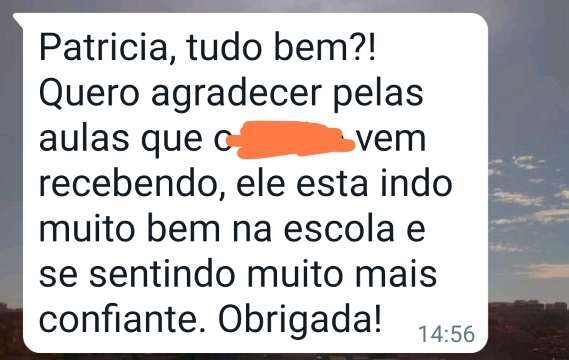 Patricia, tudo bem?!
Quero agradecer pelas
aulas que o vem
recebendo, ele esta indo
muito bem na escola e
se sentindo muito mais
confiante. Obrigada!
14:56